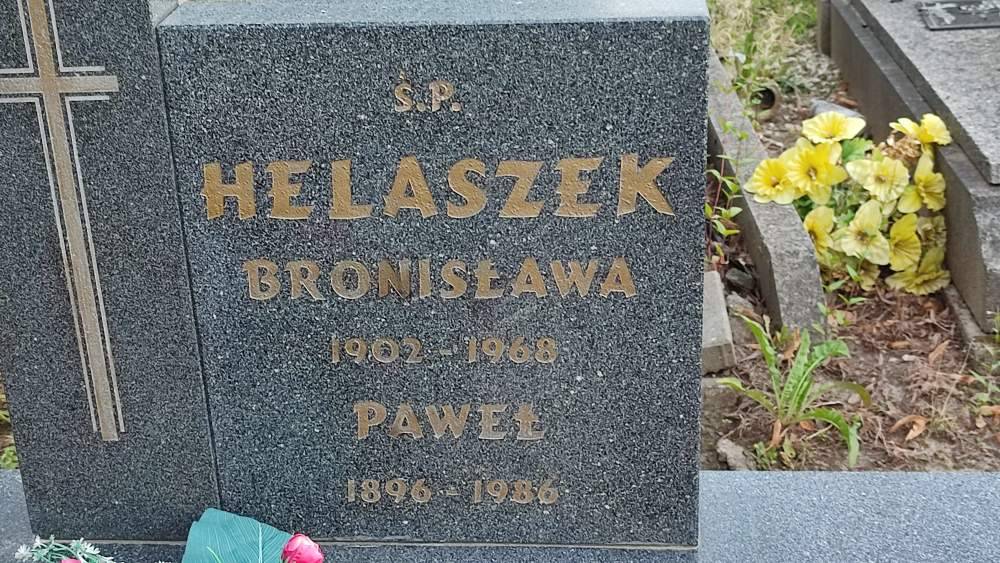 Ś.P.
HELASZEK
BRONISŁAWA
1902 - 1968
PAWEŁ
1896 - 1986